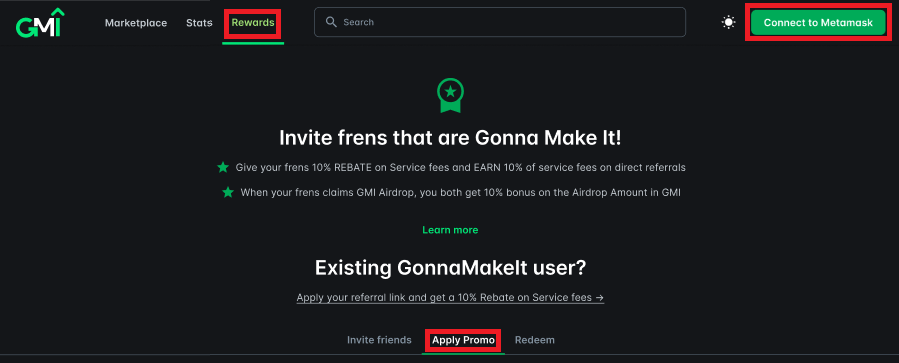 GMI
Marketplace Stats Rewards Search Connect to Metamask
Invite frens that are Gonna Make It!
Give your frens 10% REBATE on Service fees and EARN 10% of service fees on direct referrals
When your frens claims GMI Airdrop, you both get 10% bonus on the Airdrop Amount in GMI
Learn more
Existing GonnaMakeIt user?
Apply your referral link and get a 10% Rebate on Service fees →
Invite friends Apply Promo Redeem